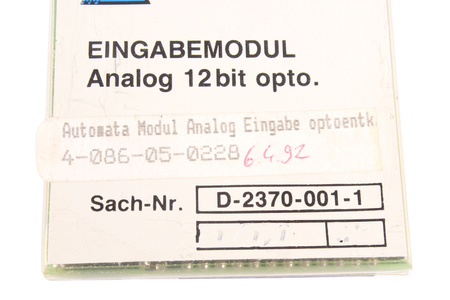 EINGABEMODUL
Analog 12bit opto.
Automata Modul Analog Eingabe optoentk.
4-086-05-0228 6.4.92
Sach-Nr. D-2370-001-1